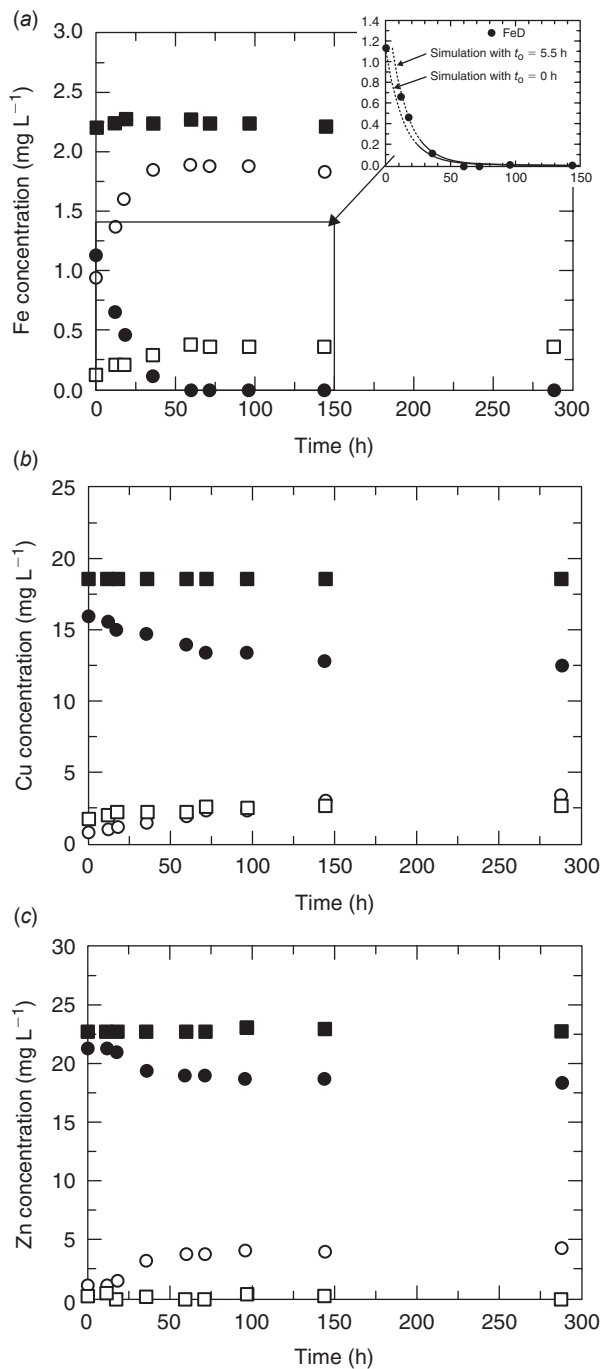 (a)
3.0
2.5
2.0
1.5
1.0
0.5
0.0
Fe concentration (mg L−1)
0 50 100 150 200 250 300
Time (h)
1.4
1.2
1.0
0.8
0.6
0.4
0.2
0.0
FeD
Simulation with to = 5.5 h
Simulation with to = 0 h
0 50 100 150
(b)
25
20
15
10
5
0
Cu concentration (mg L−1)
0 50 100 150 200 250 300
Time (h)
(c)
30
25
20
15
10
5
0
Zn concentration (mg L−1)
0 50 100 150 200 250 300
Time (h)